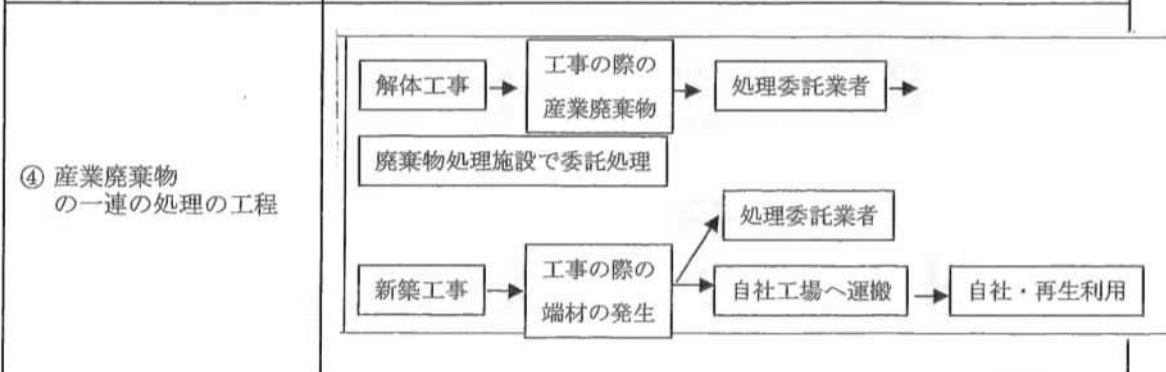 ④ 産業廃棄物
の一連の処理の工程
解体工事
工事の際の
産業廃棄物
処理委託業者
廃棄物処理施設で委託処理
処理委託業者
新築工事
工事の際の
端材の発生
自社工場へ運搬
自社・再生利用